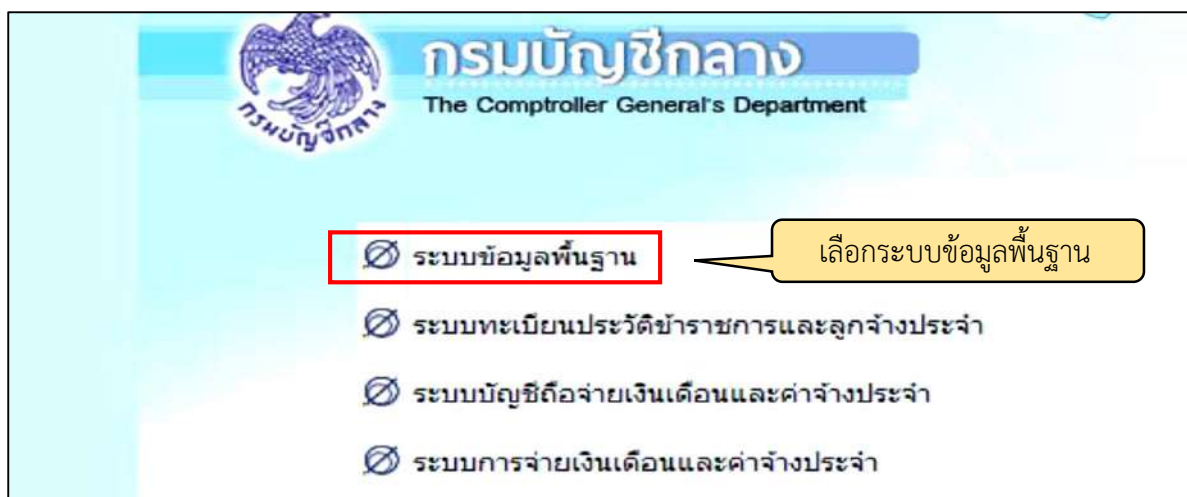 กรมบัญชีกลาง
The Comptroller General's Department
กรมบัญชีกลาง
ระบบข้อมูลพื้นฐาน
เลือกระบบข้อมูลพื้นฐาน
ระบบทะเบียนประวัติข้าราชการและลูกจ้างประจำ
ระบบบัญชีถือจ่ายเงินเดือนและค่าจ้างประจำ
ระบบการจ่ายเงินเดือนและค่าจ้างประจำ